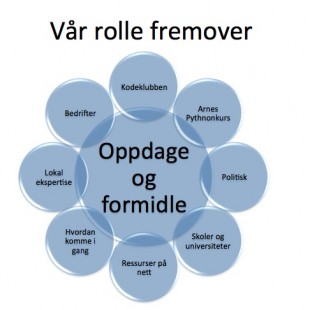 Vår rolle fremover
Kodeklubben
Arnes
Pythnonkurs
Politisk
Skoler og
universiteter
Ressurser på
nett
Hvordan
komme i
gang
Lokal
ekspertise
Bedrifter
Oppdage
og
formidle